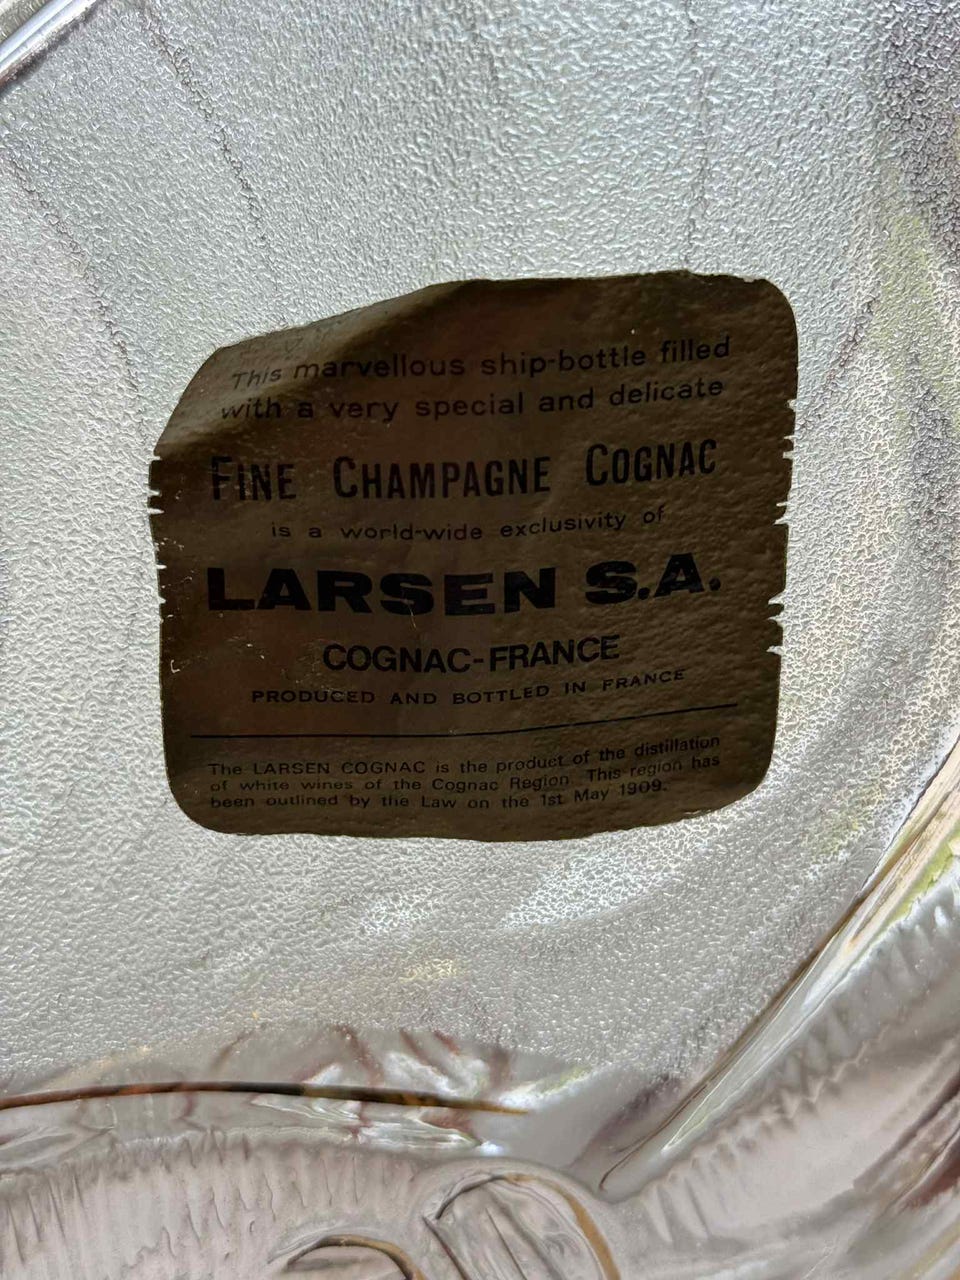 This marvellous ship-bottle filled
with a very special and delicate
FINE CHAMPAGNE COGNAC
is a world-wide exclusivity of
LARSEN S.A.
COGNAC-FRANCE
PRODUCED AND BOTTLED IN FRANCE
The LARSEN COGNAC is the product of the distillation
of white wines of the Cognac Region. This region has
been outlined by the Law on the 1st May 1909.